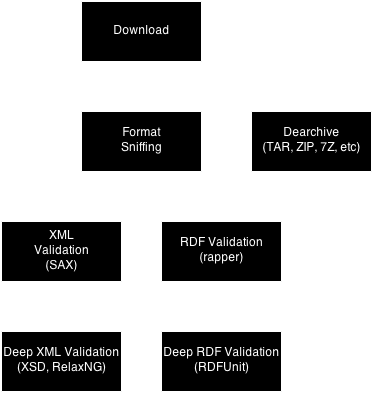 Download
Format
Sniffing
Dearchive
(TAR, ZIP, 7Z, etc)
XML
Validation
(SAX)
RDF Validation
(rapper)
Deep XML Validation
(XSD, RelaxNG)
Deep RDF Validation
(RDFUnit)